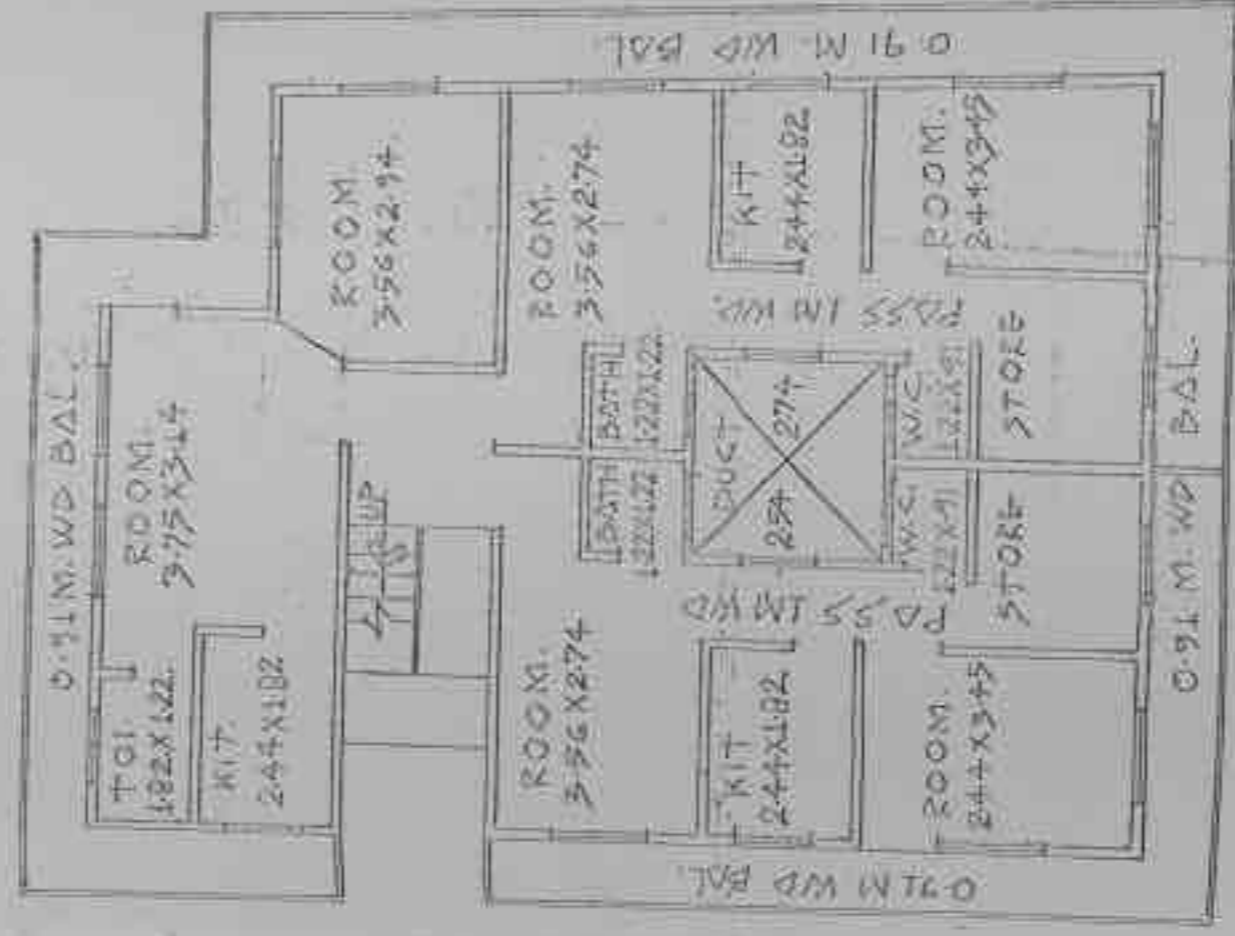 0.91 M. WD BAL.
0.91 M. WD BAL.
ROOM.
3.75X3.64
TOI.
1.82X1.22.
KIT.
2.44X1.82
ROOM.
3.56X2.94.
UP
ROOM.
3.56X2.74
ROOM.
3.56X2.74
BATH
1.22X1.22
BATH
1.22X1.22
KIT
2.44X1.82
KIT
2.44X1.82
DUCT
2.54
2.74
PASS 1M WD
PASS 1M WD.
W.C.
1.22X.91
W.C.
1.22X.91
ROOM.
2.44X3.45
ROOM.
2.44X3.45
STORE
STORE
0.91 M WD BAL.
0.91 M. WD BAL.